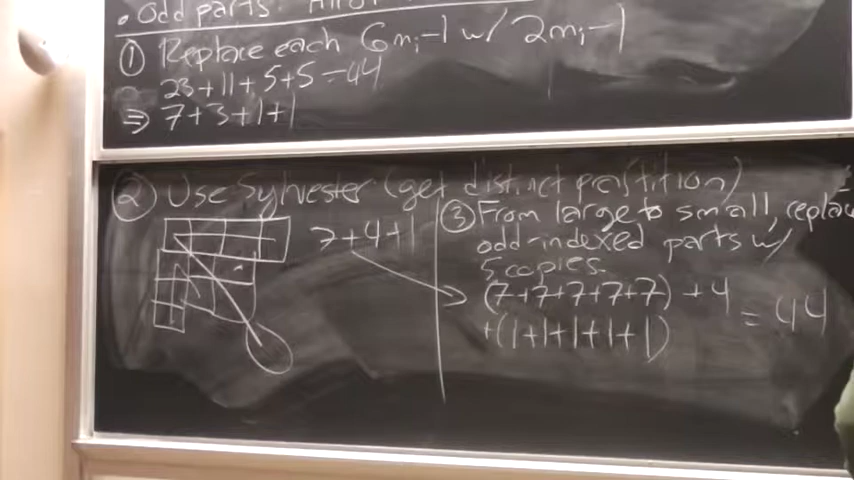 • Odd parts.
① Replace each 6mᵢ-1 w/ 2mᵢ-1
23+11+5+5=44
⇒ 7+3+1+1
② Use Sylvester (get distinct partition)
7+4+1
③ From large to small, replac
odd-indexed parts w/
5 copies.
(7+7+7+7+7) + 4
+(1+1+1+1+1)
= 44